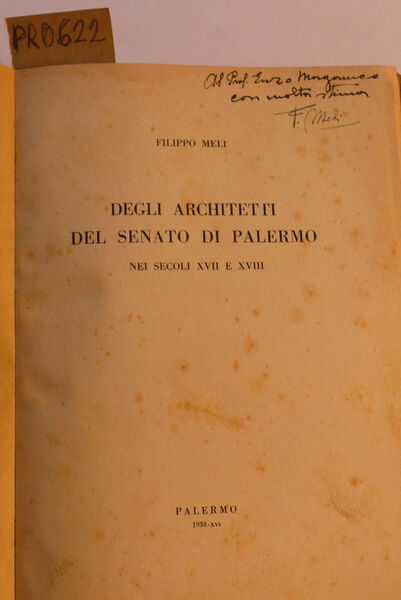 PRO622
Al Prof. Enzo Maganuco
con molta stima
F. Meli
FILIPPO MELI
DEGLI ARCHITETTI
DEL SENATO DI PALERMO
NEI SECOLI XVII E XVIII
PALERMO
1938-XVI